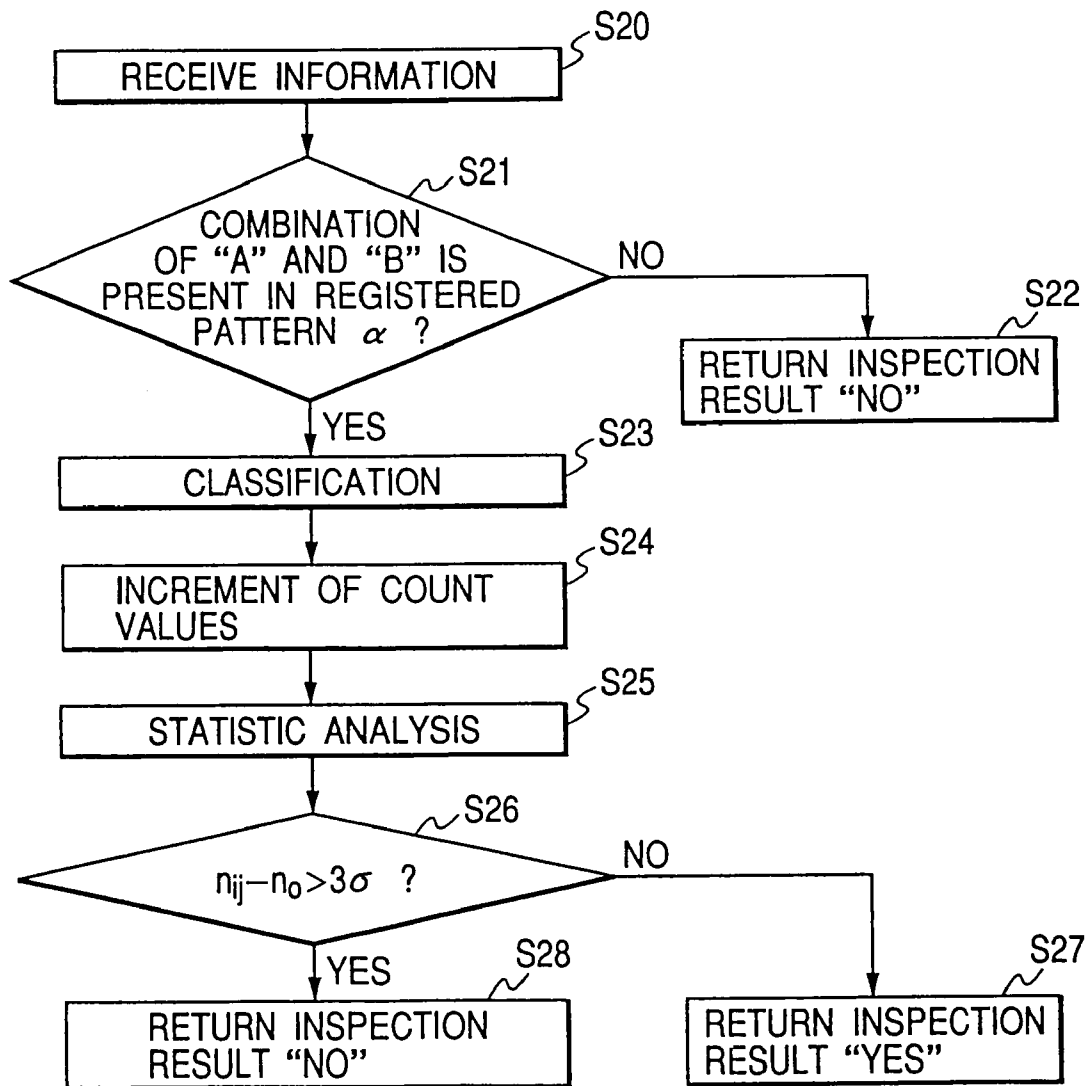 S20
RECEIVE INFORMATION
S21
COMBINATION
OF “A” AND “B” IS
PRESENT IN REGISTERED
PATTERN α ?
NO
S22
RETURN INSPECTION
RESULT “NO”
YES
S23
CLASSIFICATION
S24
INCREMENT OF COUNT
VALUES
S25
STATISTIC ANALYSIS
S26
nij−no>3σ ?
NO
YES
S28
RETURN INSPECTION
RESULT “NO”
S27
RETURN INSPECTION
RESULT “YES”